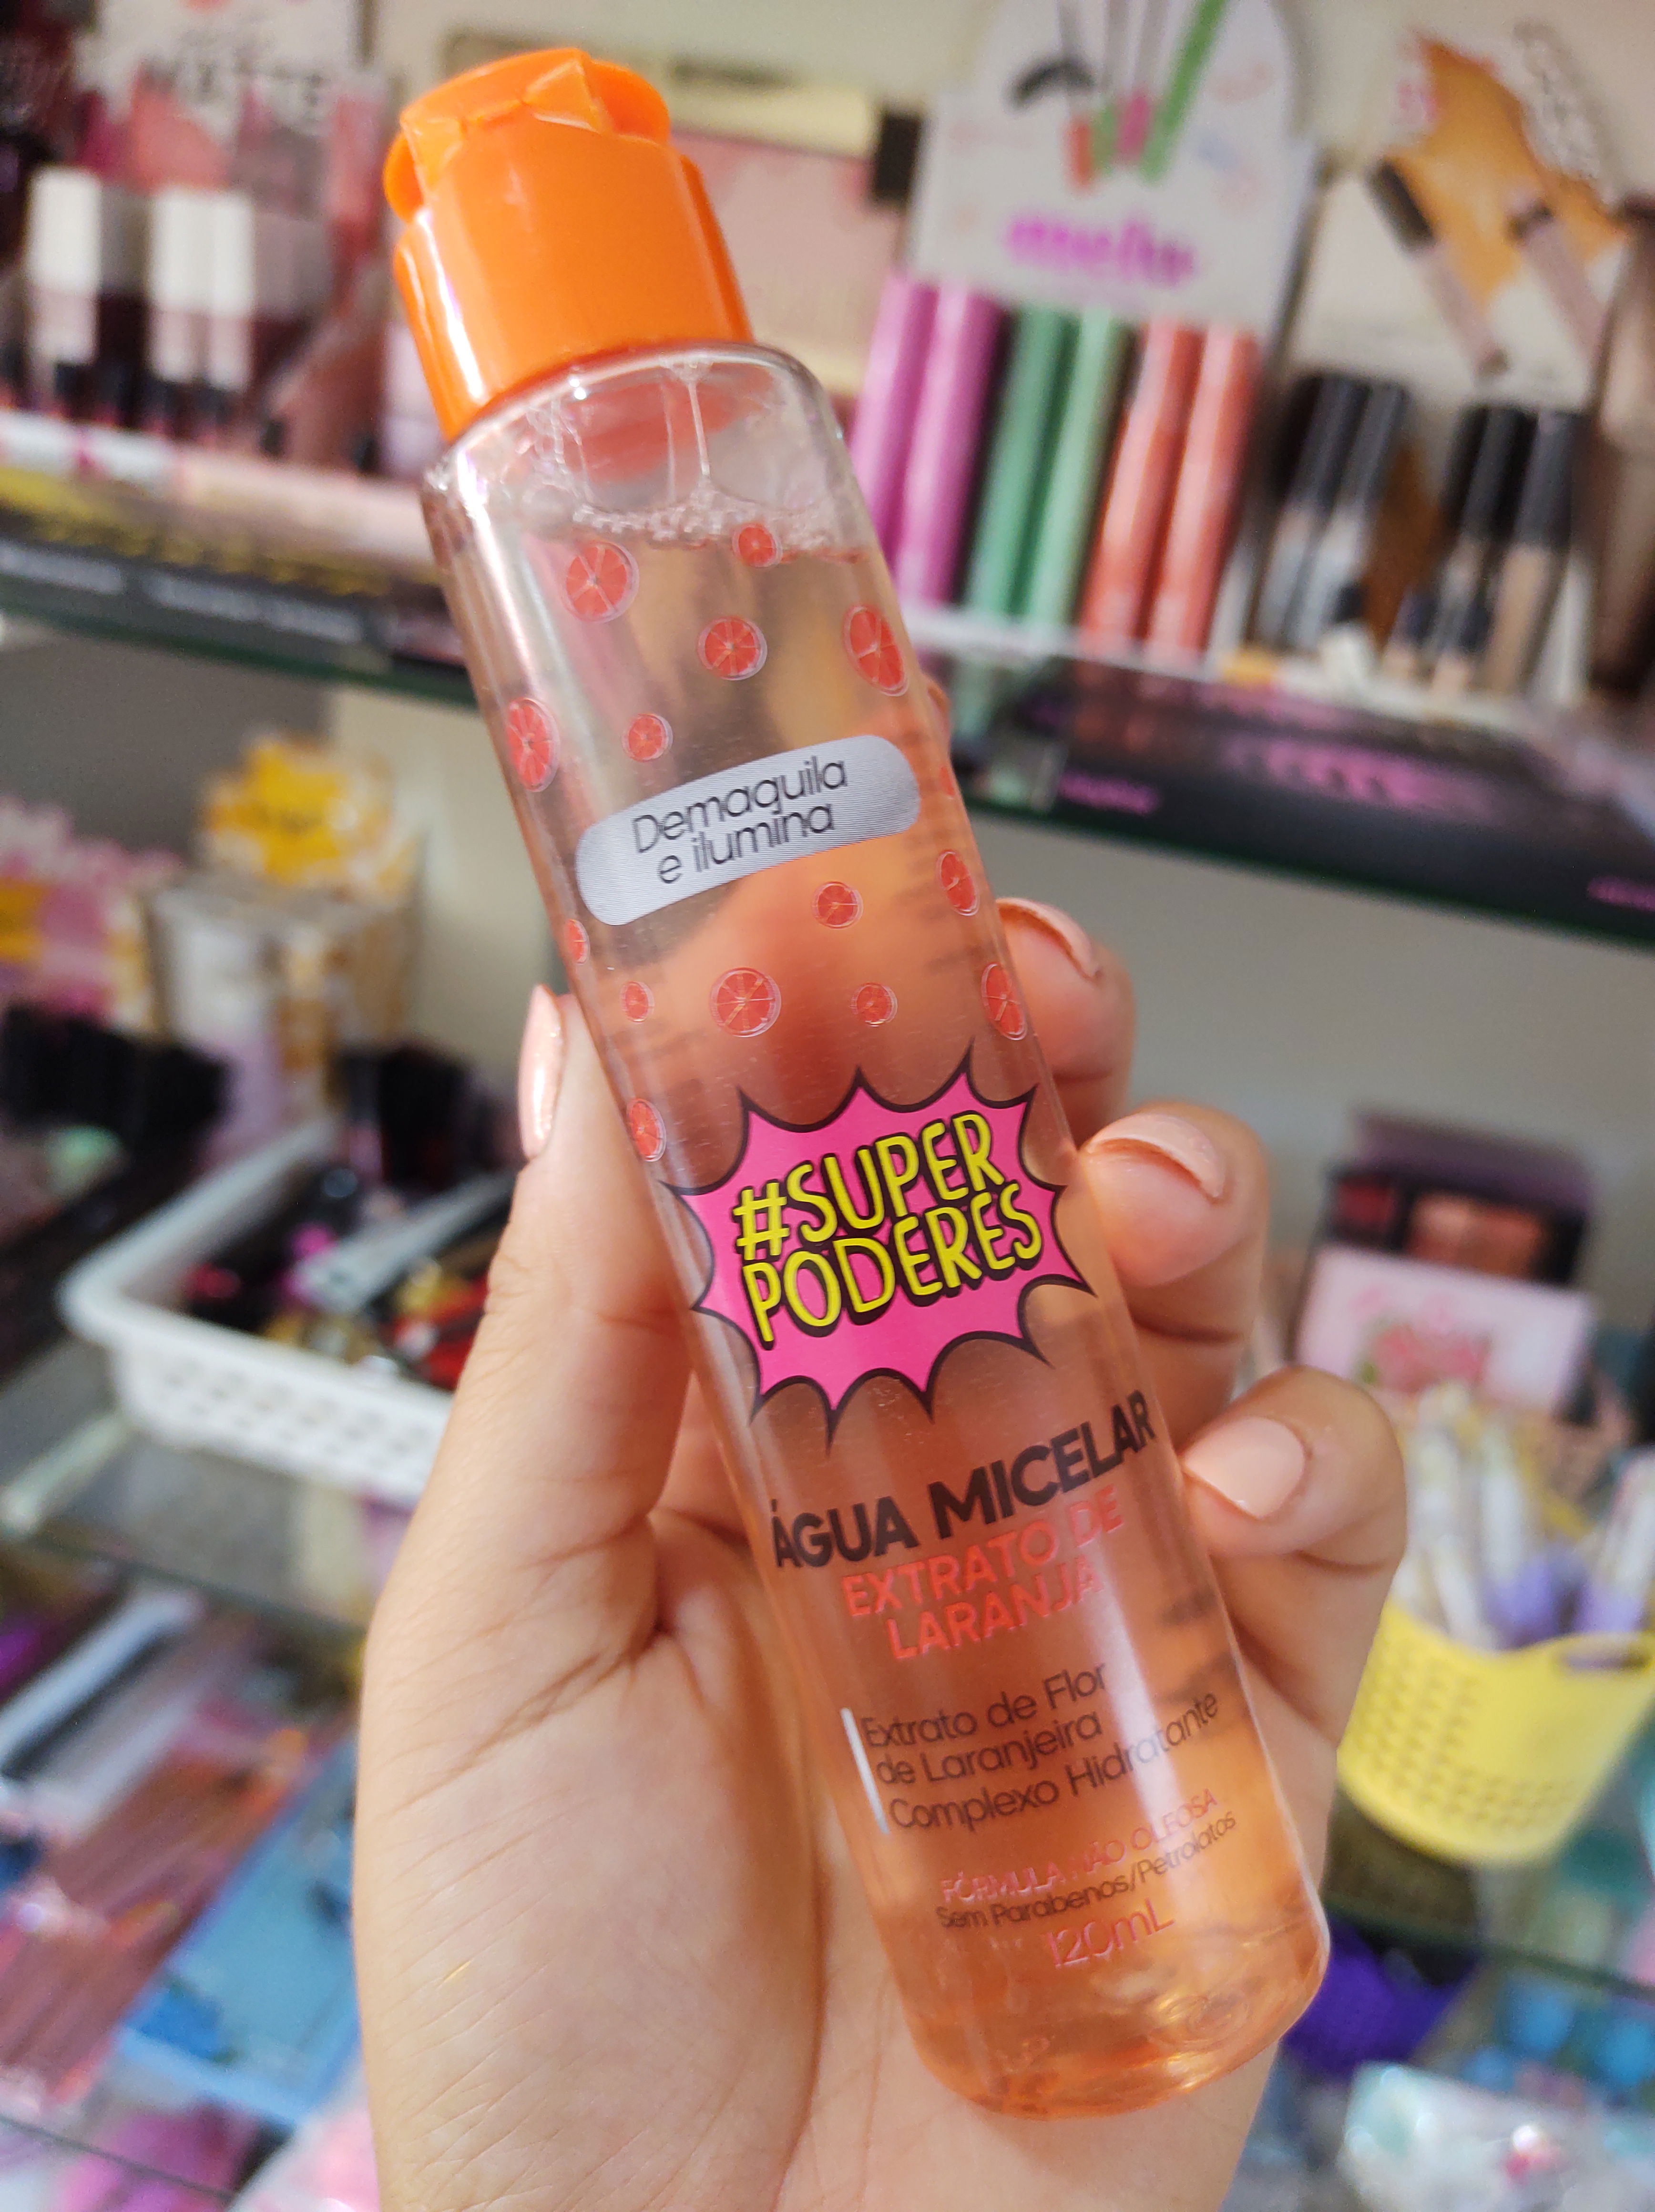 Demaquila
e ilumina
#SUPER
PODERES
ÁGUA MICELAR
EXTRATO DE
LARANJA
Extrato de Flor
de Laranjeira
Complexo Hidratante
FÓRMULA NÃO OLEOSA
Sem Parabenos/Petrolatos
120mL
melu